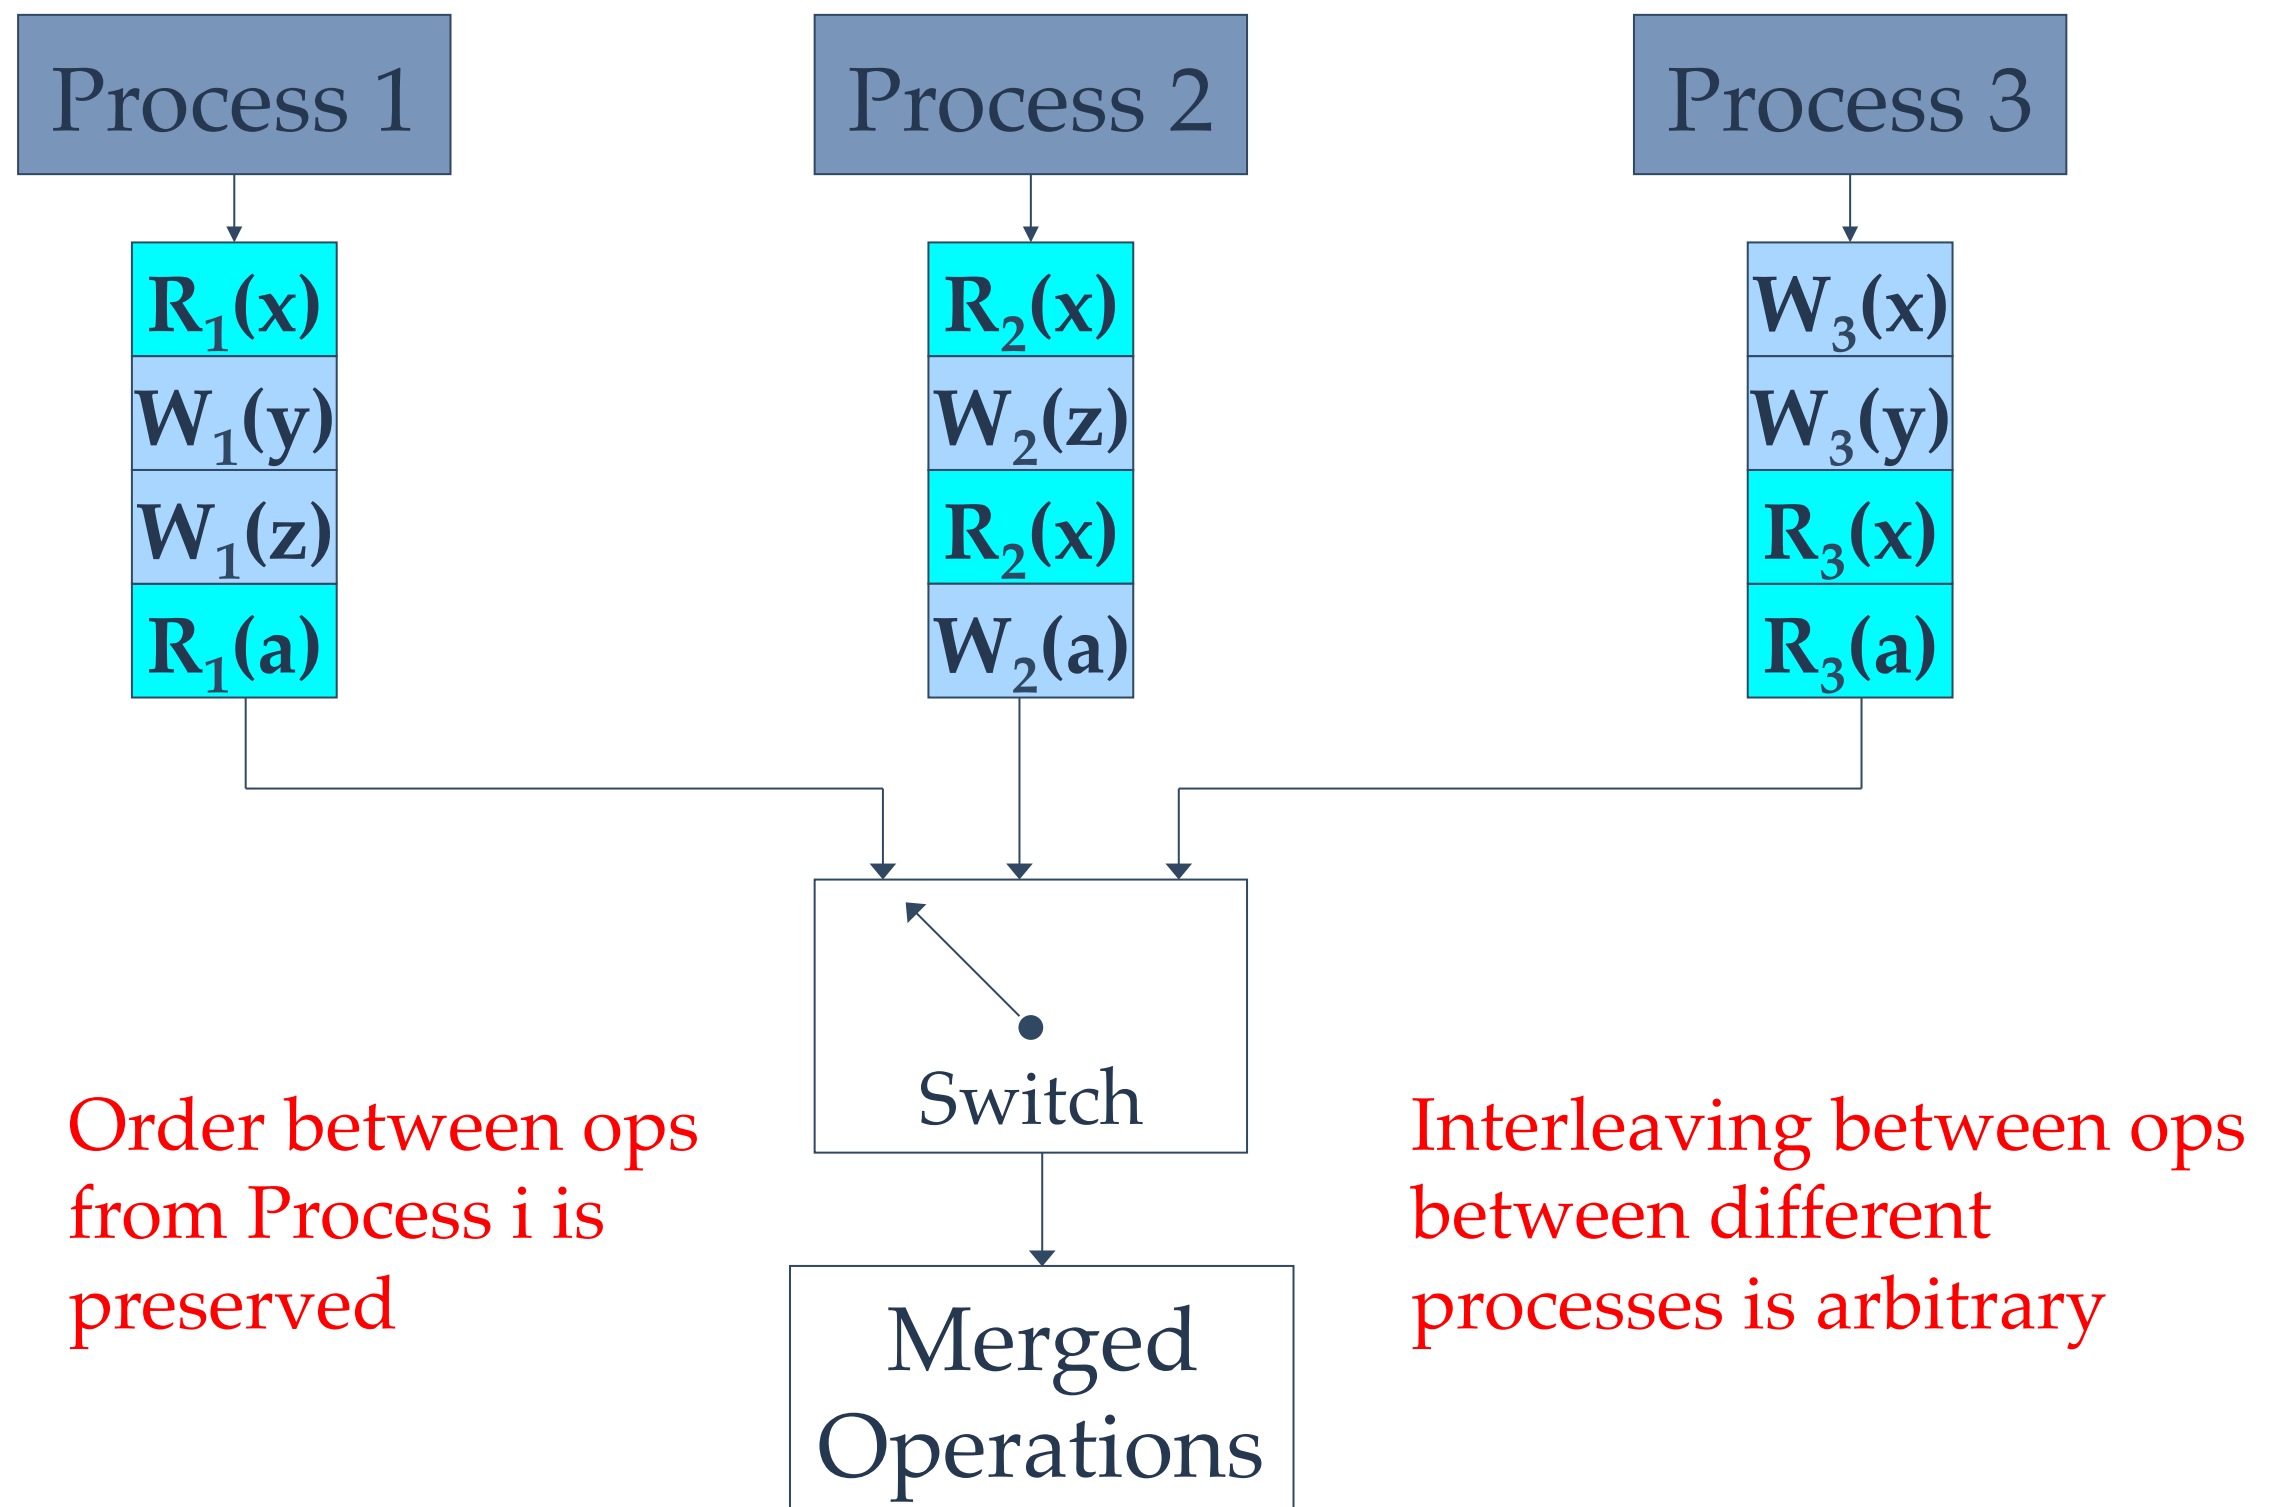 Process 1
Process 2
Process 3
R₁(x)
W₁(y)
W₁(z)
R₁(a)
R₂(x)
W₂(z)
R₂(x)
W₂(a)
W₃(x)
W₃(y)
R₃(x)
R₃(a)
Switch
Order between ops
from Process i is
preserved
Interleaving between ops
between different
processes is arbitrary
Merged
Operations